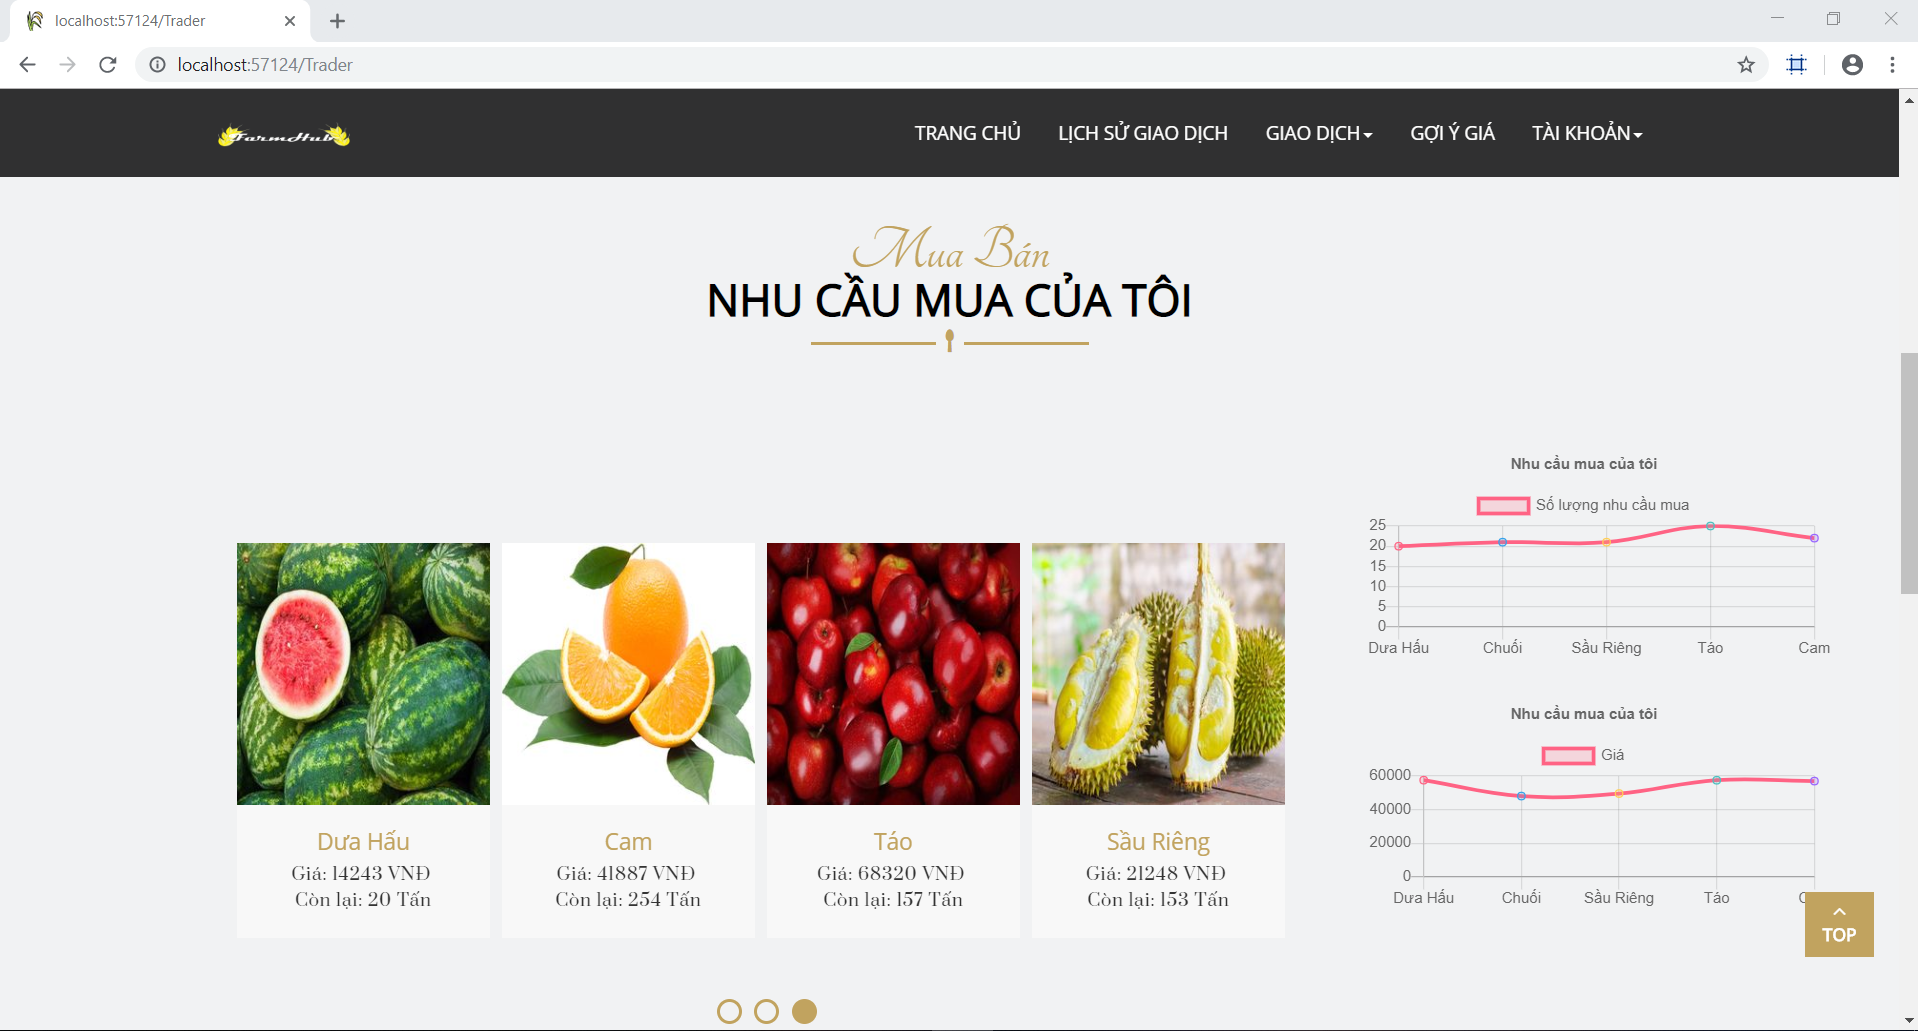 localhost:57124/Trader
localhost:57124/Trader
FarmHub
TRANG CHỦ LỊCH SỬ GIAO DỊCH GIAO DỊCH GỢI Ý GIÁ TÀI KHOẢN
Mua Bán
NHU CẦU MUA CỦA TÔI
Dưa Hấu
Giá: 14243 VNĐ
Còn lại: 20 Tấn
Cam
Giá: 41887 VNĐ
Còn lại: 254 Tấn
Táo
Giá: 68320 VNĐ
Còn lại: 157 Tấn
Sầu Riêng
Giá: 21248 VNĐ
Còn lại: 153 Tấn
Nhu cầu mua của tôi
Số lượng nhu cầu mua
25
20
15
10
5
0
Dưa Hấu Chuối Sầu Riêng Táo Cam
Nhu cầu mua của tôi
Giá
60000
40000
20000
0
Dưa Hấu Chuối Sầu Riêng Táo
TOP